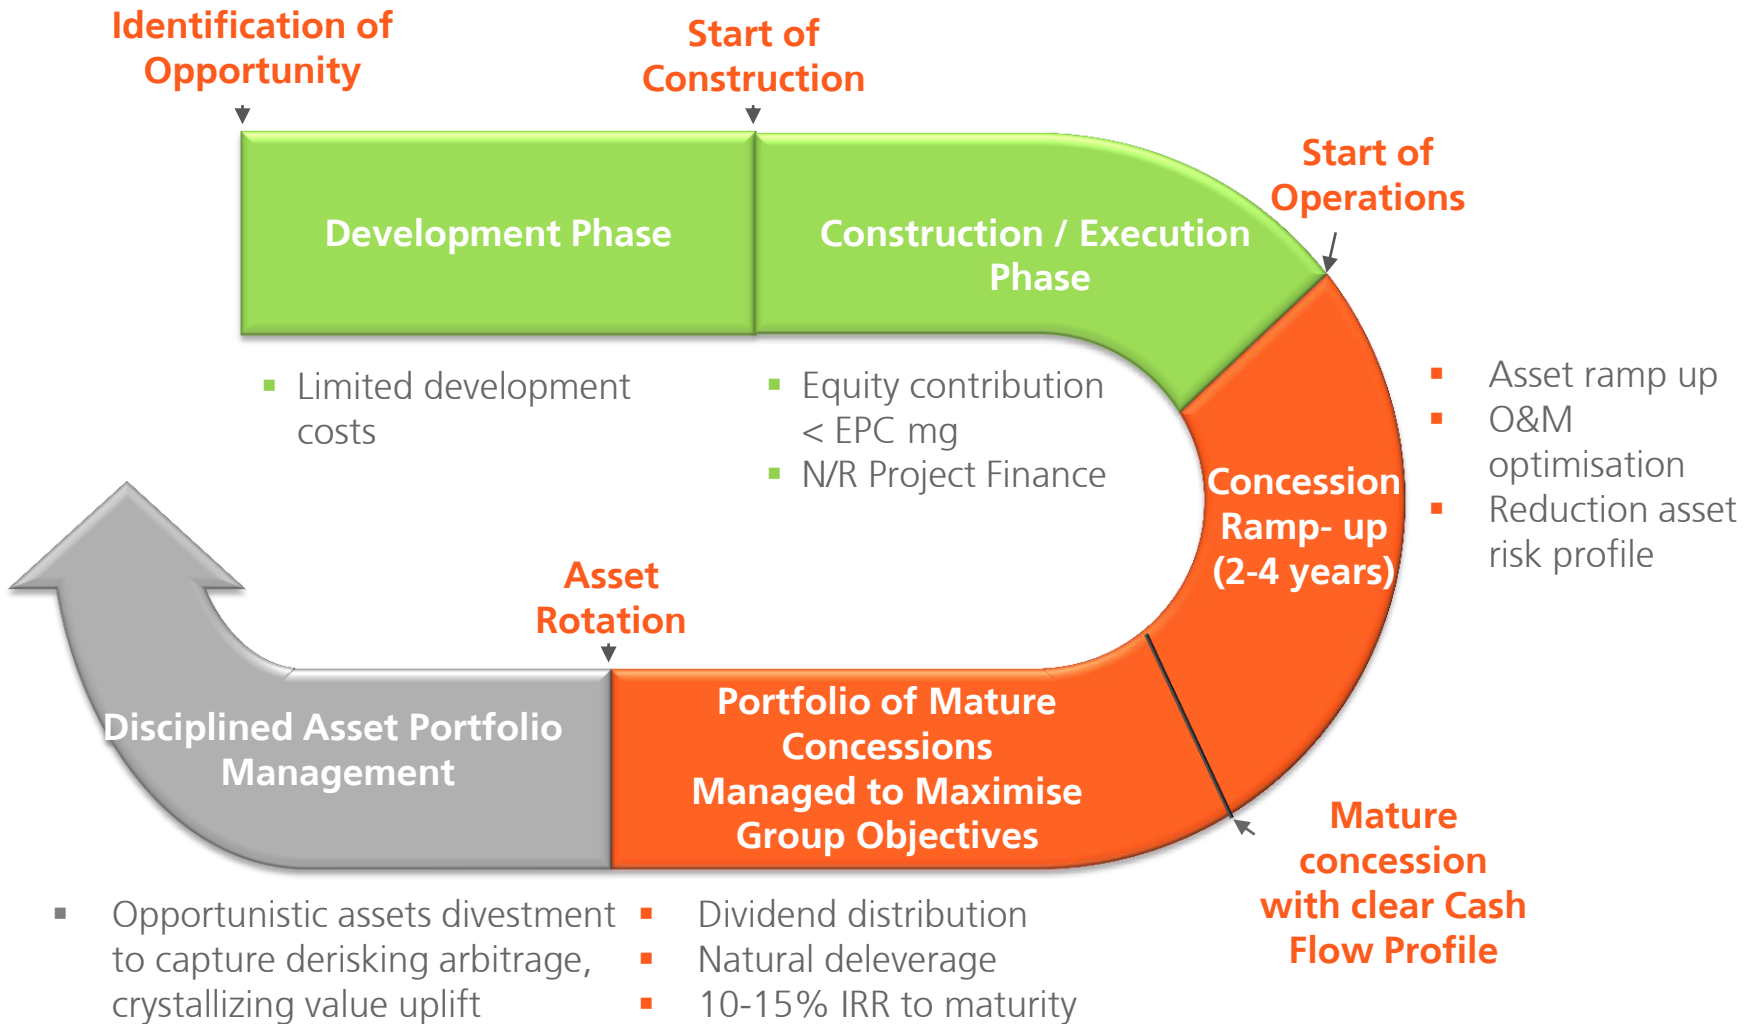 Identification of
Opportunity
Start of
Construction
Start of
Operations
Development Phase
Construction / Execution
Phase
▪ Limited development
costs
▪ Equity contribution
< EPC mg
▪ N/R Project Finance
▪ Asset ramp up
▪ O&M
optimisation
▪ Reduction asset
risk profile
Concession
Ramp- up
(2-4 years)
Asset
Rotation
Disciplined Asset Portfolio
Management
Portfolio of Mature
Concessions
Managed to Maximise
Group Objectives
Mature
concession
with clear Cash
Flow Profile
▪ Opportunistic assets divestment
to capture derisking arbitrage,
crystallizing value uplift
▪ Dividend distribution
▪ Natural deleverage
▪ 10-15% IRR to maturity